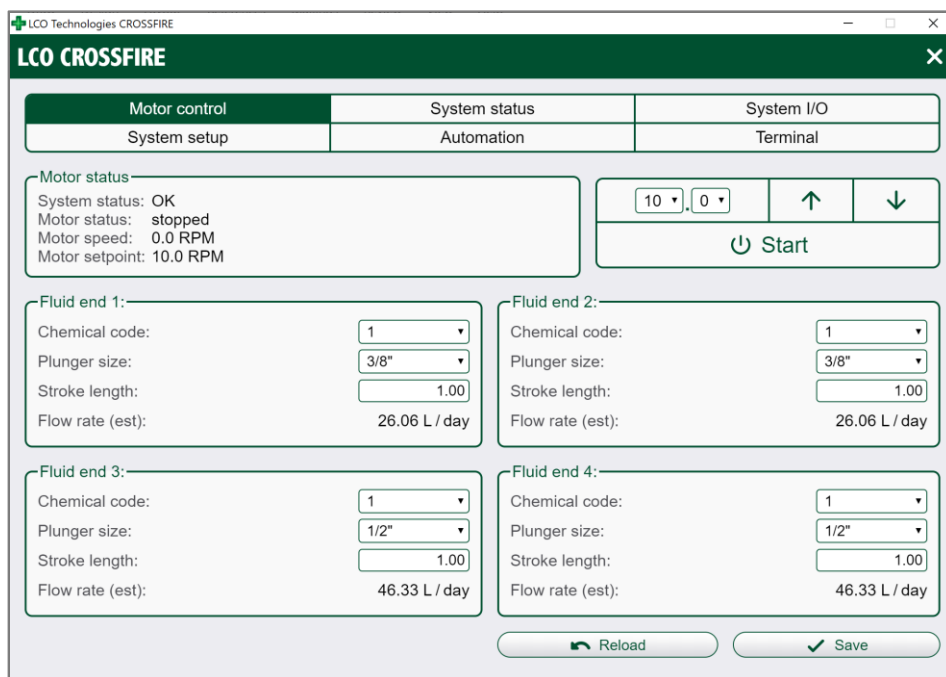 LCO Technologies CROSSFIRE
LCO CROSSFIRE
Motor control System status System I/O
System setup Automation Terminal
Motor status
System status: OK
Motor status: stopped
Motor speed: 0.0 RPM
Motor setpoint: 10.0 RPM
10 . 0
Start
Fluid end 1:
Chemical code: 1
Plunger size: 3/8"
Stroke length: 1.00
Flow rate (est): 26.06 L / day
Fluid end 2:
Chemical code: 1
Plunger size: 3/8"
Stroke length: 1.00
Flow rate (est): 26.06 L / day
Fluid end 3:
Chemical code: 1
Plunger size: 1/2"
Stroke length: 1.00
Flow rate (est): 46.33 L / day
Fluid end 4:
Chemical code: 1
Plunger size: 1/2"
Stroke length: 1.00
Flow rate (est): 46.33 L / day
Reload Save